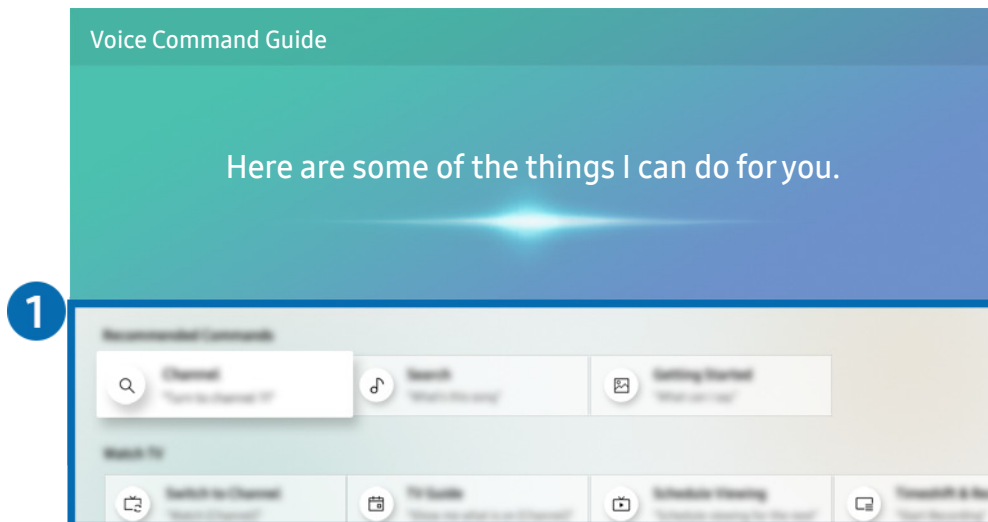 Voice Command Guide
Here are some of the things I can do for you.
1
Recommended Commands
Channel
Search
Getting Started
"Turn to channel 11"
"What's this song"
"What can I say"
Watch TV
Switch to Channel
TV Guide
Schedule Viewing
Timeshift &